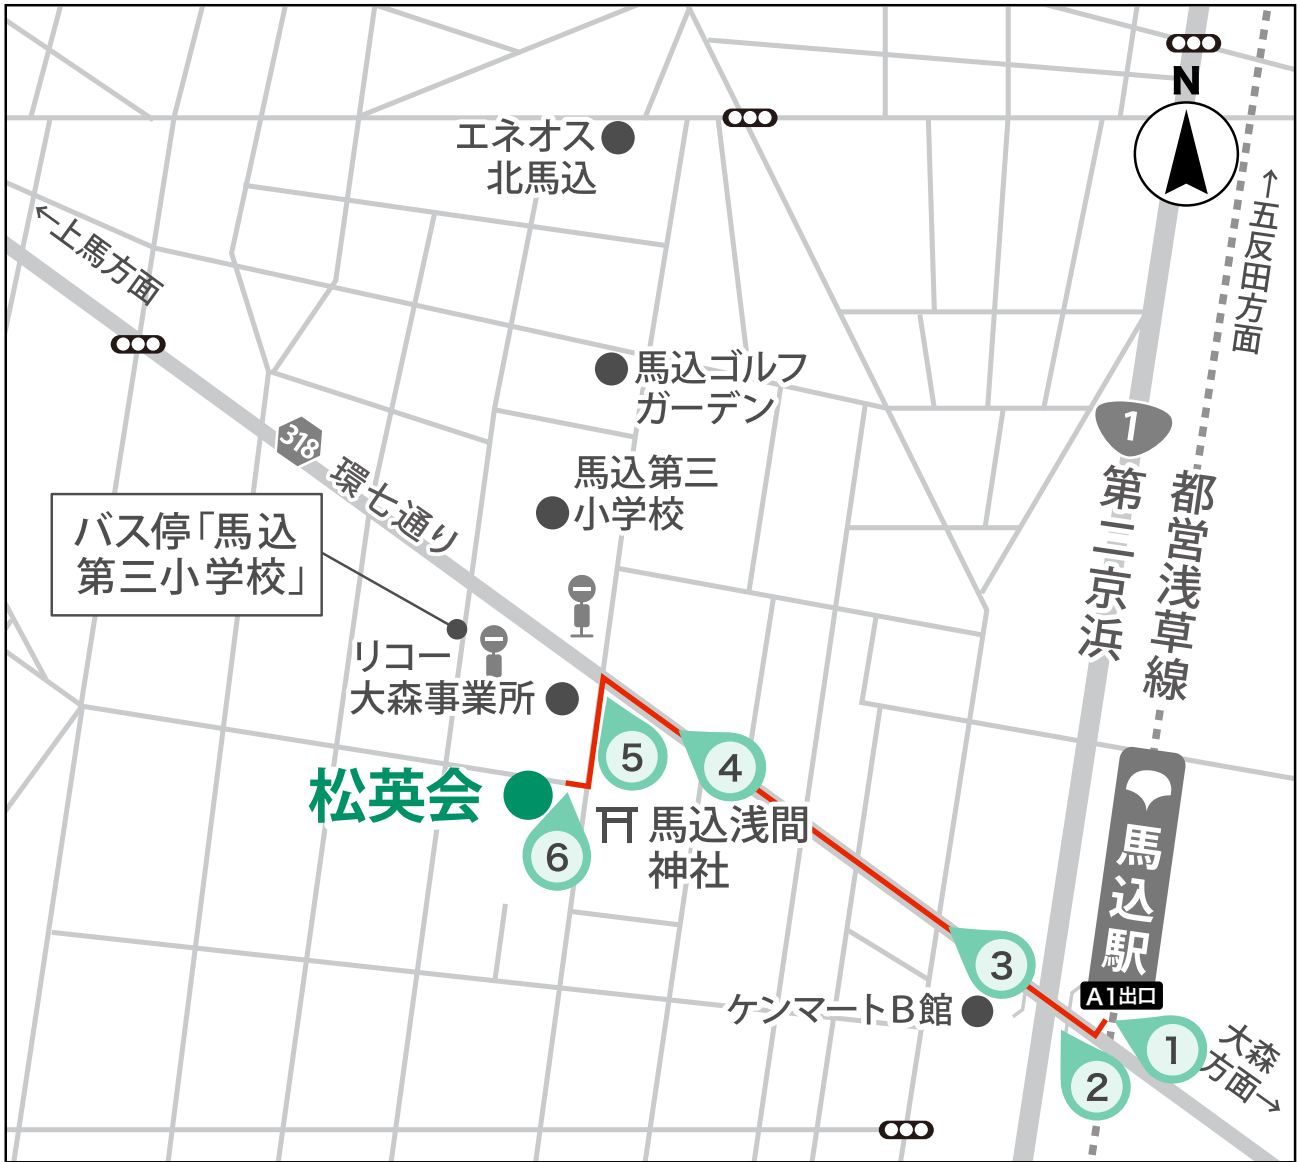 N
エネオス
北馬込
←上馬方面
↑五反田方面
馬込ゴルフ
ガーデン
1
318
環七通り
馬込第三
小学校
第二京浜
都営浅草線
バス停「馬込
第三小学校」
リコー
大森事業所
5
4
松英会
馬込浅間
神社
6
馬込駅
3
A1出口
ケンマートB館
1
2
大森
方面→